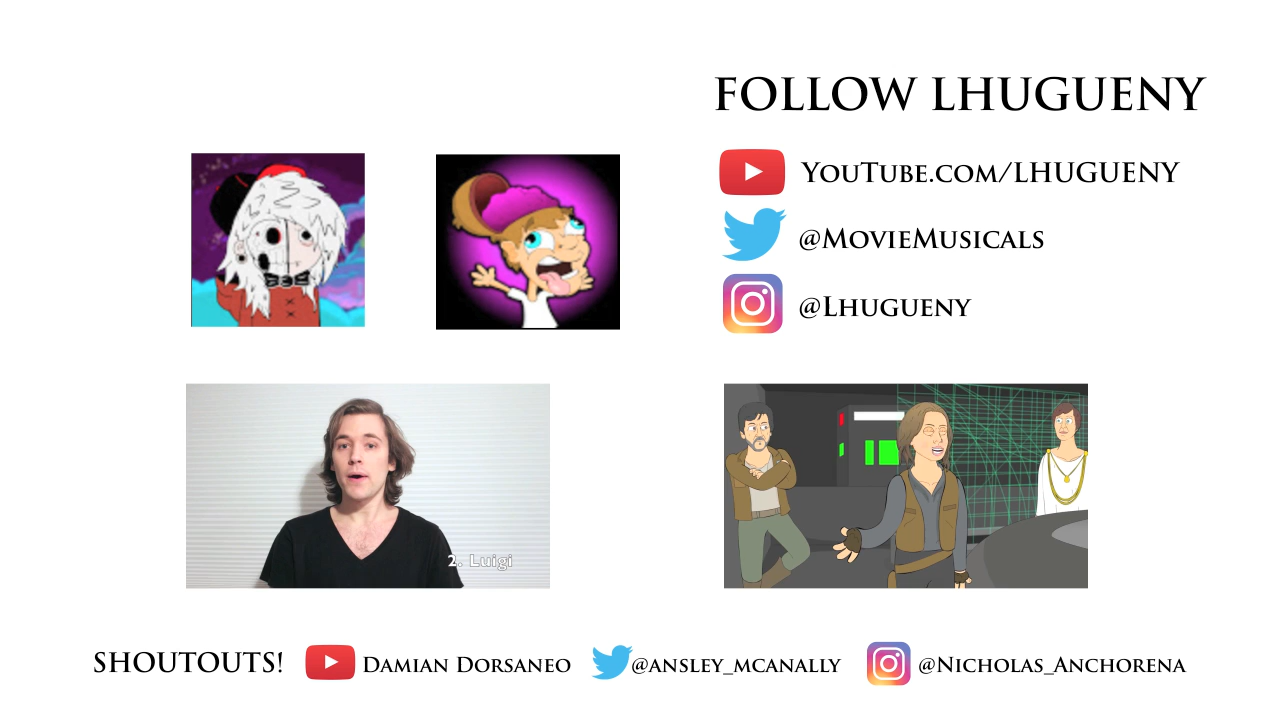 FOLLOW LHUGUENY
YouTube.com/LHUGUENY
@MovieMusicals
@Lhugueny
2. Luigi
SHOUTOUTS! Damian Dorsaneo @ansley_mcanally @Nicholas_Anchorena